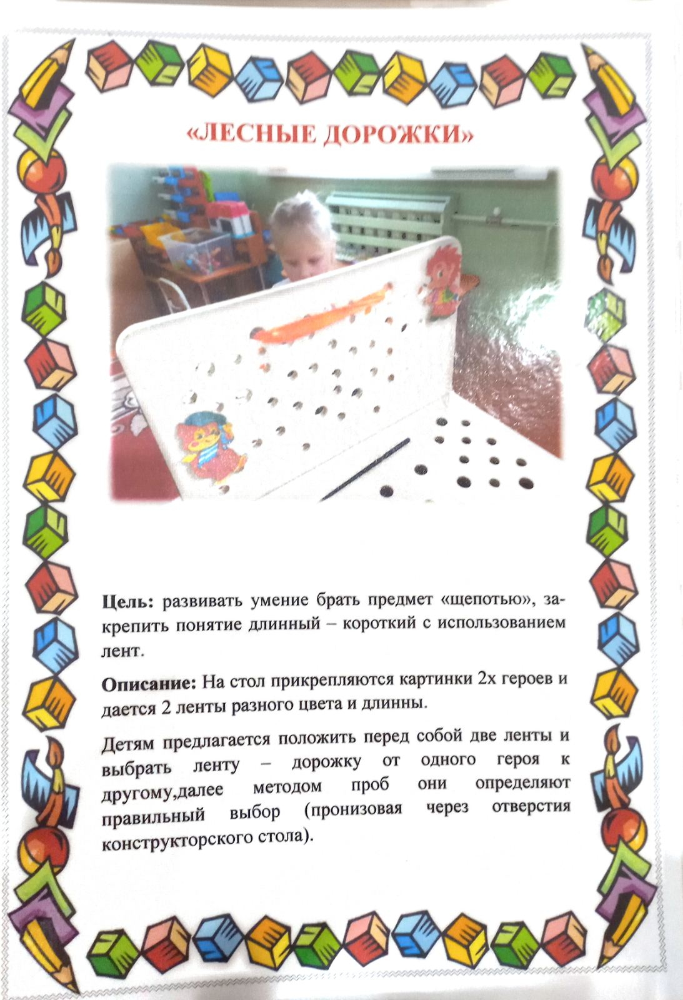 «ЛЕСНЫЕ ДОРОЖКИ»
Цель: развивать умение брать предмет «щепотью», за-
крепить понятие длинный – короткий с использованием
лент.
Описание: На стол прикрепляются картинки 2х героев и
дается 2 ленты разного цвета и длинны.
Детям предлагается положить перед собой две ленты и
выбрать ленту – дорожку от одного героя к
другому,далее методом проб они определяют
правильный выбор (пронизовая через отверстия
конструкторского стола).